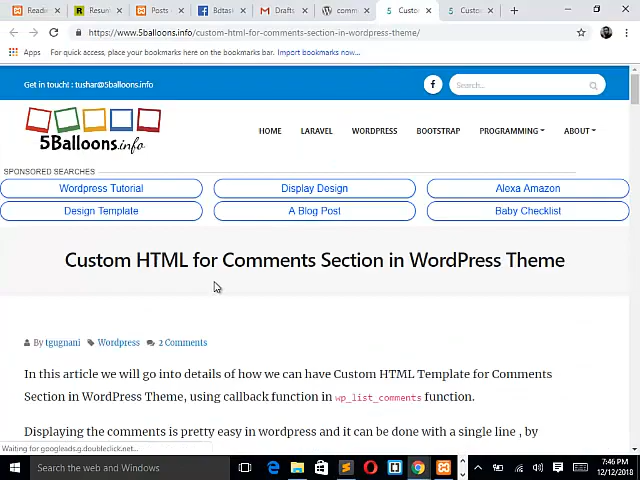 Readi
Resum
Posts
Bdtas
Drafts
comm
Custo
Custo
https://www.5balloons.info/custom-html-for-comments-section-in-wordpress-theme/
Apps For quick access, place your bookmarks here on the bookmarks bar. Import bookmarks now...
Get in touch! : tushar@5balloons.info
Search...
5Balloons.info
HOME LARAVEL WORDPRESS BOOTSTRAP PROGRAMMING ABOUT
SPONSORED SEARCHES
Wordpress Tutorial Display Design Alexa Amazon
Design Template A Blog Post Baby Checklist
Custom HTML for Comments Section in WordPress Theme
By tgugnani Wordpress 2 Comments
In this article we will go into details of how we can have Custom HTML Template for Comments
Section in WordPress Theme, using callback function in wp_list_comments function.
Displaying the comments is pretty easy in wordpress and it can be done with a single line , by
Waiting for googleads.g.doubleclick.net...
Search the web and Windows
7:46 PM
12/12/2018